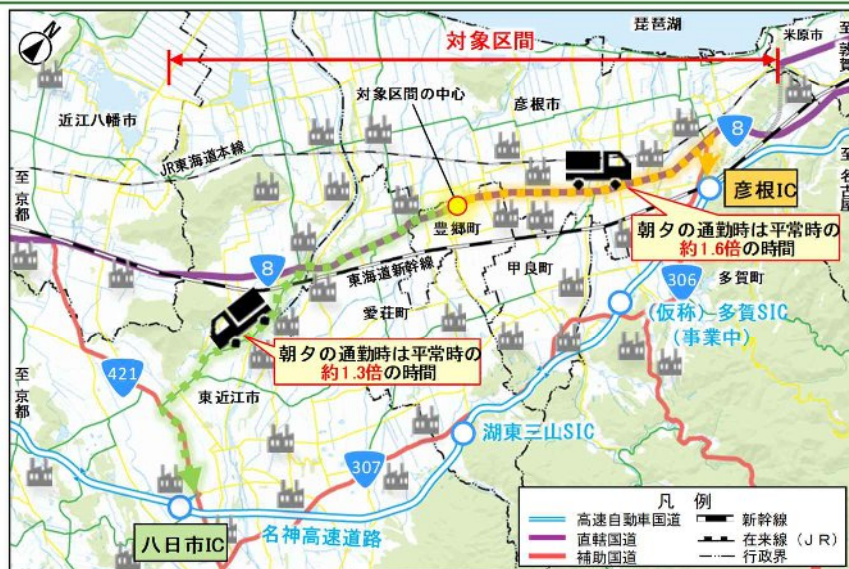 琵琶湖
米原市
至敦賀
対象区間
対象区間の中心
彦根市
近江八幡市
JR東海道本線
8
至名古屋
彦根IC
至京都
豊郷町
朝夕の通勤時は平常時の
約1.6倍の時間
8
東海道新幹線
甲良町
306
多賀町
愛荘町
(仮称)多賀SIC
(事業中)
朝夕の通勤時は平常時の
約1.3倍の時間
421
至京都
東近江市
湖東三山SIC
307
八日市IC
名神高速道路
凡 例
高速自動車国道
新幹線
直轄国道
在来線(JR)
補助国道
行政界